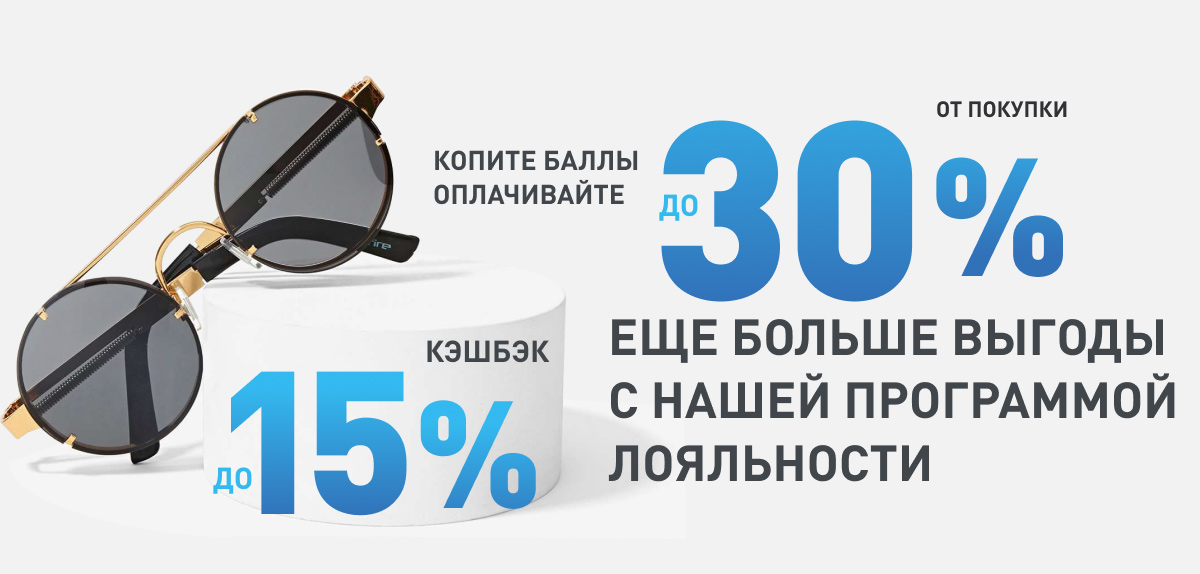 КОПИТЕ БАЛЛЫ
ОПЛАЧИВАЙТЕ
ДО 30%
ОТ ПОКУПКИ
КЭШБЭК
ДО 15%
ЕЩЕ БОЛЬШЕ ВЫГОДЫ
С НАШЕЙ ПРОГРАММОЙ
ЛОЯЛЬНОСТИ